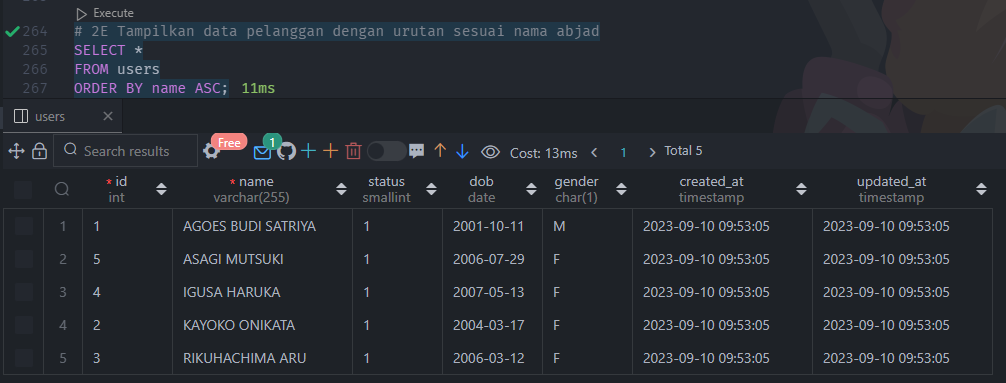 Execute
264 # 2E Tampilkan data pelanggan dengan urutan sesuai nama abjad
265 SELECT *
266 FROM users
267 ORDER BY name ASC; 11ms
users
Search results Free 1 Cost: 13ms 1 Total 5
* id * name status dob gender created_at updated_at
int varchar(255) smallint date char(1) timestamp timestamp
1 1 AGOES BUDI SATRIYA 1 2001-10-11 M 2023-09-10 09:53:05 2023-09-10 09:53:05
2 5 ASAGI MUTSUKI 1 2006-07-29 F 2023-09-10 09:53:05 2023-09-10 09:53:05
3 4 IGUSA HARUKA 1 2007-05-13 F 2023-09-10 09:53:05 2023-09-10 09:53:05
4 2 KAYOKO ONIKATA 1 2004-03-17 F 2023-09-10 09:53:05 2023-09-10 09:53:05
5 3 RIKUHACHIMA ARU 1 2006-03-12 F 2023-09-10 09:53:05 2023-09-10 09:53:05